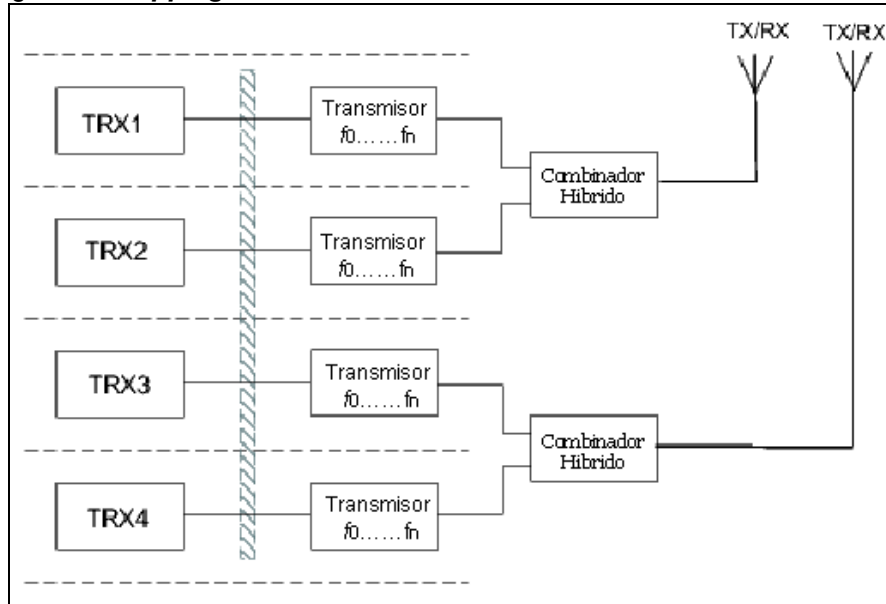 TX/RX TX/RX
TRX1
Transmisor
f0......fn
Combinador
Hibrido
TRX2
Transmisor
f0......fn
TRX3
Transmisor
f0......fn
Combinador
Hibrido
TRX4
Transmisor
f0......fn